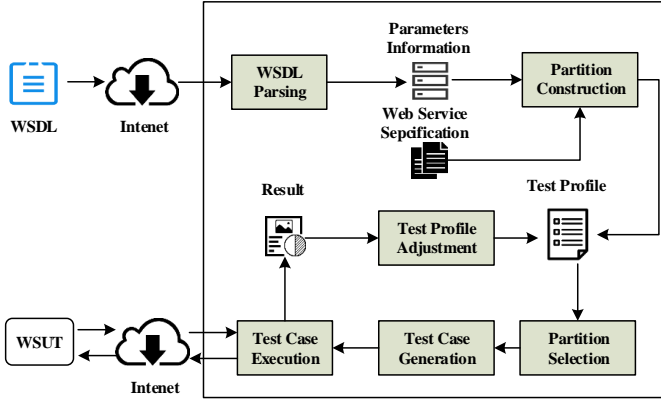 Parameters
Information
WSDL
Parsing
Partition
Construction
WSDL
Intenet
Web Service
Sepcification
Result
Test Profile
Test Profile
Adjustment
WSUT
Test Case
Execution
Test Case
Generation
Partition
Selection
Intenet